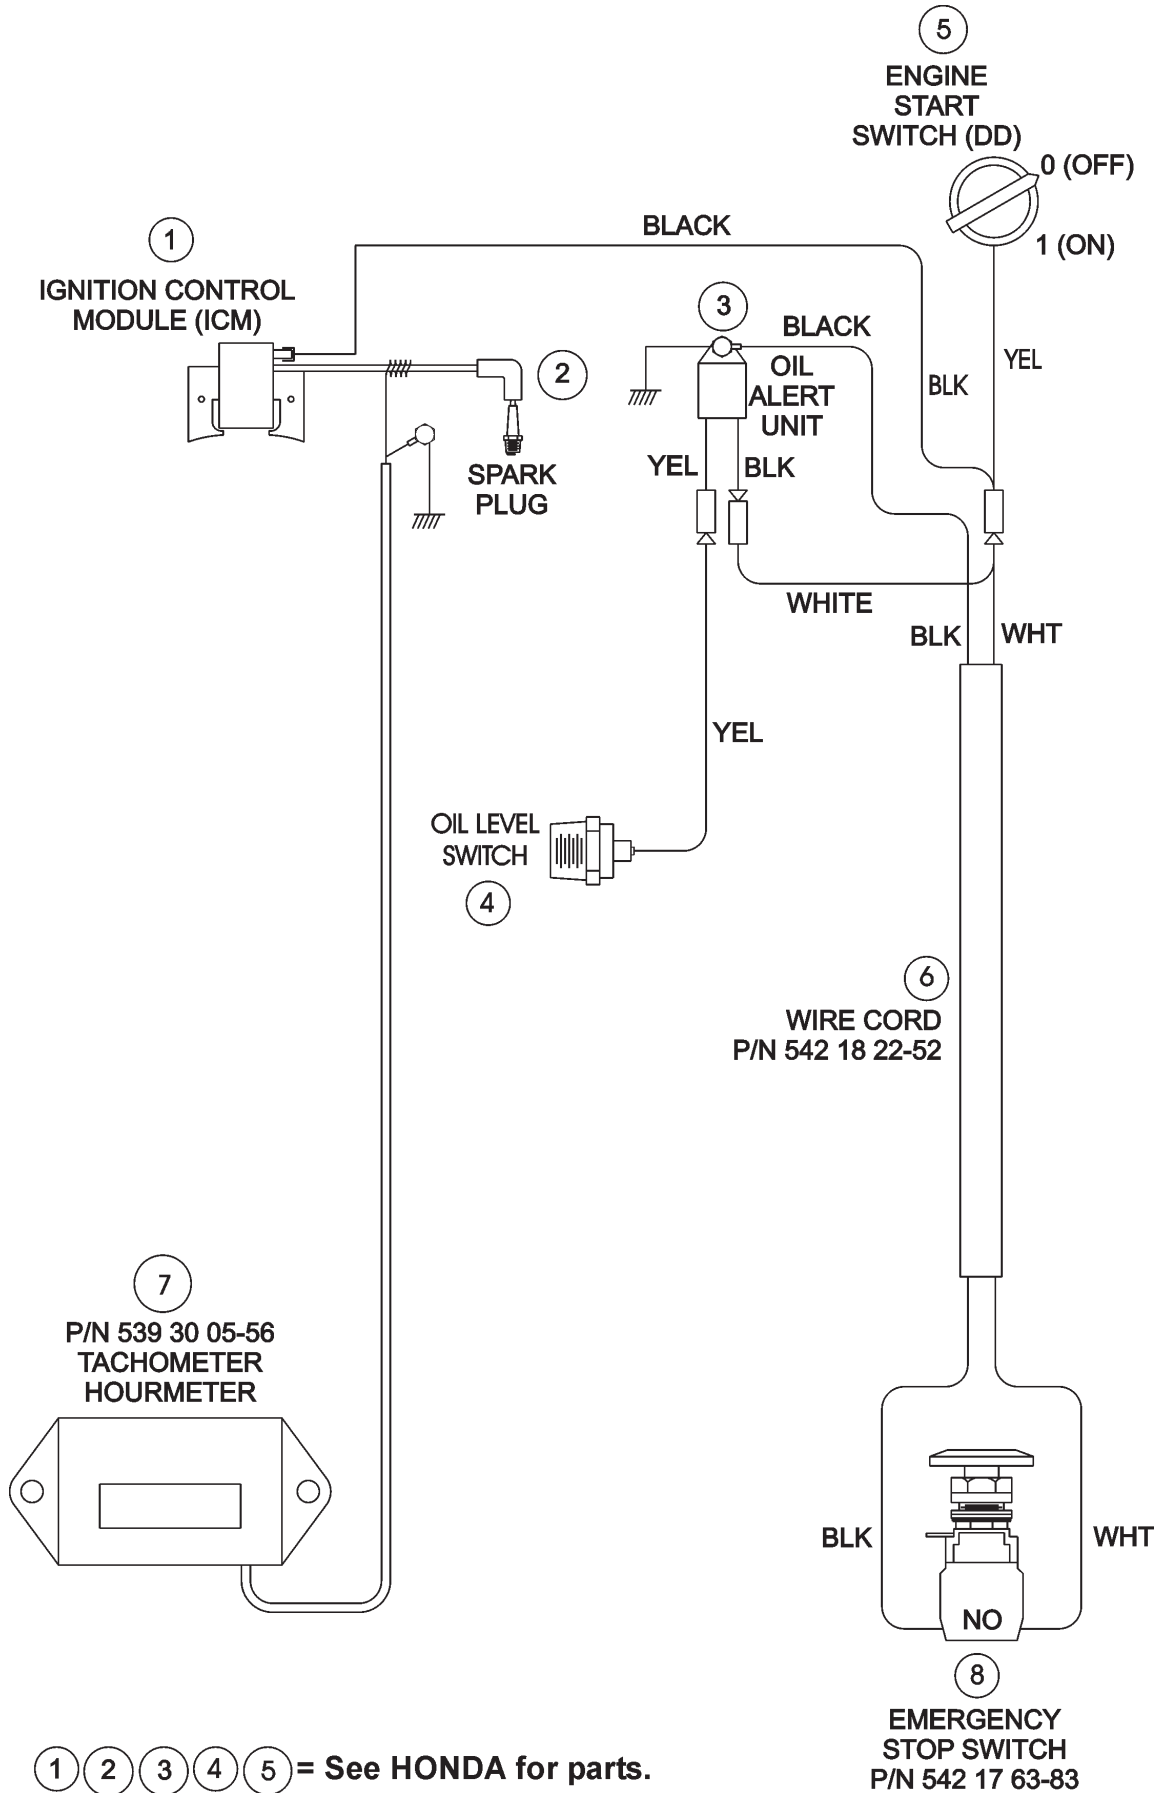 5
ENGINE
START
SWITCH (DD)
0 (OFF)
1 (ON)
BLACK
1
IGNITION CONTROL
MODULE (ICM)
3
BLACK
OIL
ALERT
UNIT
YEL
BLK
2
SPARK
PLUG
YEL
BLK
WHITE
BLK
WHT
YEL
OIL LEVEL
SWITCH
4
6
WIRE CORD
P/N 542 18 22-52
7
P/N 539 30 05-56
TACHOMETER
HOURMETER
BLK
WHT
NO
8
EMERGENCY
STOP SWITCH
P/N 542 17 63-83
1 2 3 4 5 = See HONDA for parts.